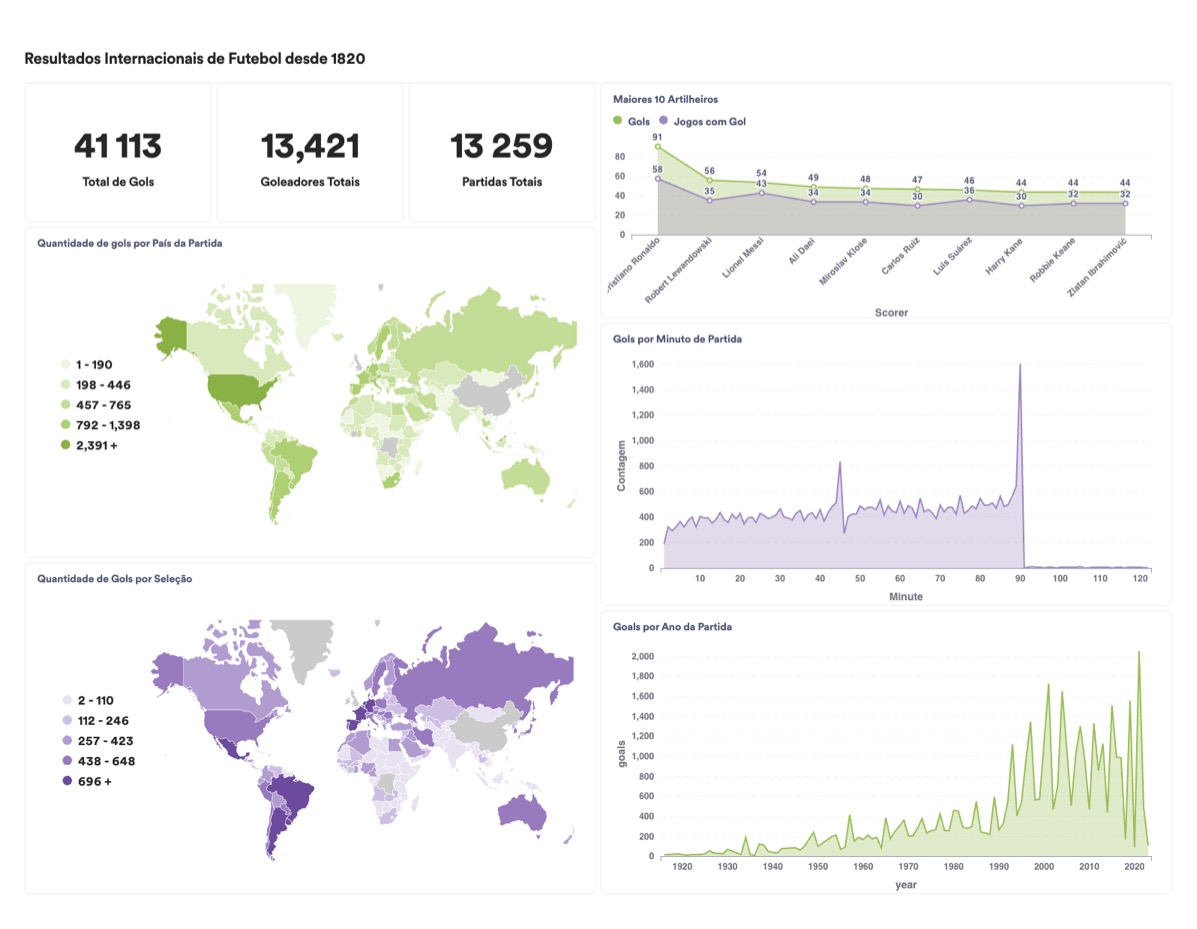 Resultados Internacionais de Futebol desde 1820
41 113
Total de Gols
13,421
Goleadores Totais
13 259
Partidas Totais
Quantidade de gols por País da Partida
1 - 190
198 - 446
457 - 765
792 - 1,398
2,391 +
Quantidade de Gols por Seleção
2 - 110
112 - 246
257 - 423
438 - 648
696 +
Maiores 10 Artilheiros
Gols Jogos com Gol
91 56 54 49 48 47 46 44 44 44
58 35 43 34 34 30 36 30 32 32
80
60
40
20
0
ristiano Ronaldo
Robert Lewandowski
Lionel Messi
Ali Daei
Miroslav Klose
Carlos Ruiz
Luis Suárez
Harry Kane
Robbie Keane
Zlatan Ibrahimović
Scorer
Gols por Minuto de Partida
Contagem
1,600
1,400
1,200
1,000
800
600
400
200
0
10 20 30 40 50 60 70 80 90 100 110 120
Minute
Goals por Ano da Partida
goals
2,000
1,800
1,600
1,400
1,200
1,000
800
600
400
200
0
1920 1930 1940 1950 1960 1970 1980 1990 2000 2010 2020
year